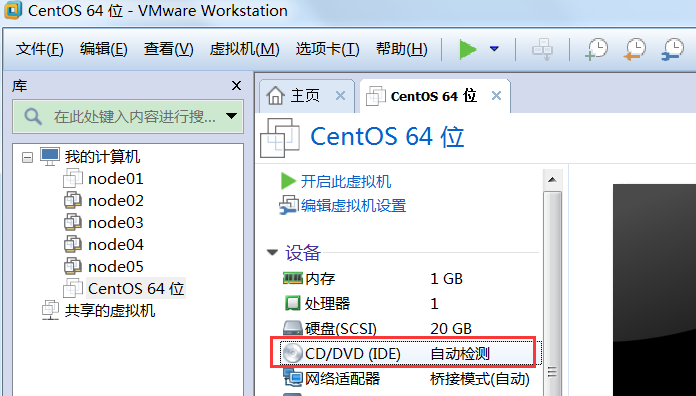 CentOS 64 位 - VMware Workstation
文件(F) 编辑(E) 查看(V) 虚拟机(M) 选项卡(T) 帮助(H)
库
主页
CentOS 64 位
在此处键入内容进行搜...
CentOS 64 位
我的计算机
node01
node02
node03
node04
node05
CentOS 64 位
共享的虚拟机
开启此虚拟机
编辑虚拟机设置
设备
内存 1 GB
处理器 1
硬盘(SCSI) 20 GB
CD/DVD (IDE) 自动检测
网络适配器 桥接模式(自动)